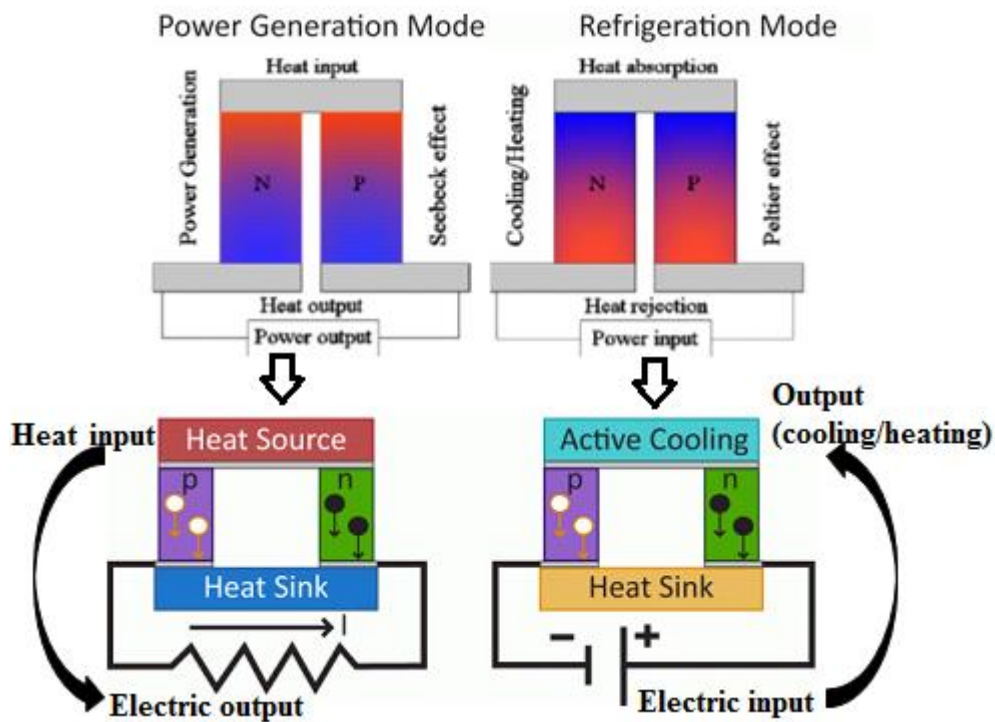 Power Generation Mode
Refrigeration Mode
Heat input
Heat absorption
Power Generation
N
P
Seebeck effect
Cooling/Heating
N
P
Peltier effect
Heat output
Heat rejection
Power output
Power input
Heat input
Heat Source
p
n
Heat Sink
I
Electric output
Output
(cooling/heating)
Active Cooling
p
n
Heat Sink
- +
Electric input